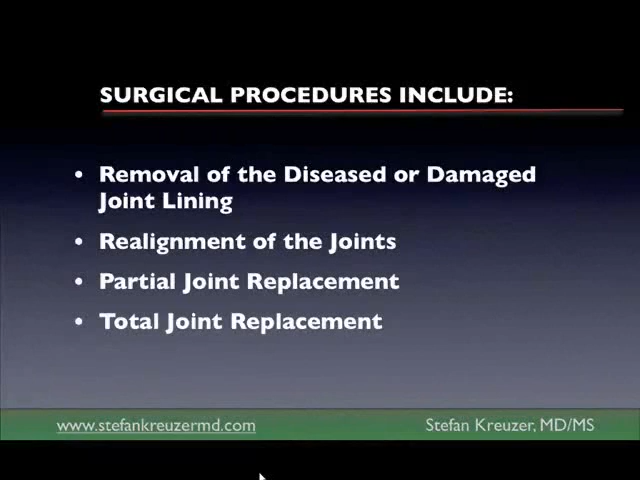 SURGICAL PROCEDURES INCLUDE:
• Removal of the Diseased or Damaged
Joint Lining
• Realignment of the Joints
• Partial Joint Replacement
• Total Joint Replacement
www.stefankreuzermd.com Stefan Kreuzer, MD/MS